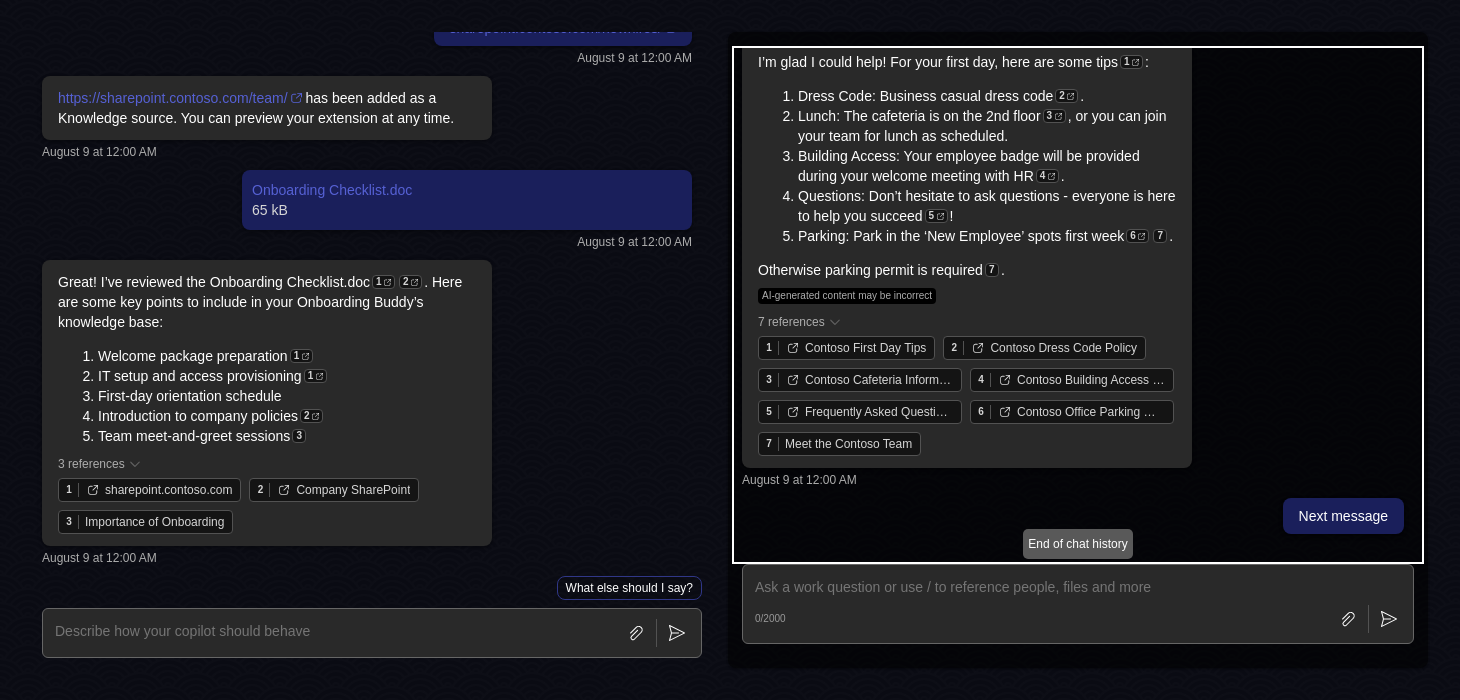 August 9 at 12:00 AM
https://sharepoint.contoso.com/team/ has been added as a
Knowledge source. You can preview your extension at any time.
August 9 at 12:00 AM
Onboarding Checklist.doc
65 kB
August 9 at 12:00 AM
Great! I’ve reviewed the Onboarding Checklist.doc 1 2 . Here
are some key points to include in your Onboarding Buddy’s
knowledge base:
1. Welcome package preparation 1
2. IT setup and access provisioning 1
3. First-day orientation schedule
4. Introduction to company policies 2
5. Team meet-and-greet sessions 3
3 references
1 sharepoint.contoso.com 2 Company SharePoint
3 Importance of Onboarding
August 9 at 12:00 AM
What else should I say?
Describe how your copilot should behave
I’m glad I could help! For your first day, here are some tips 1 :
1. Dress Code: Business casual dress code 2 .
2. Lunch: The cafeteria is on the 2nd floor 3 , or you can join
your team for lunch as scheduled.
3. Building Access: Your employee badge will be provided
during your welcome meeting with HR 4 .
4. Questions: Don’t hesitate to ask questions - everyone is here
to help you succeed 5 !
5. Parking: Park in the ‘New Employee’ spots first week 6 7 .
Otherwise parking permit is required 7 .
AI-generated content may be incorrect
7 references
1 Contoso First Day Tips 2 Contoso Dress Code Policy
3 Contoso Cafeteria Inform… 4 Contoso Building Access …
5 Frequently Asked Questi… 6 Contoso Office Parking …
7 Meet the Contoso Team
August 9 at 12:00 AM
Next message
End of chat history
Ask a work question or use / to reference people, files and more
0/2000